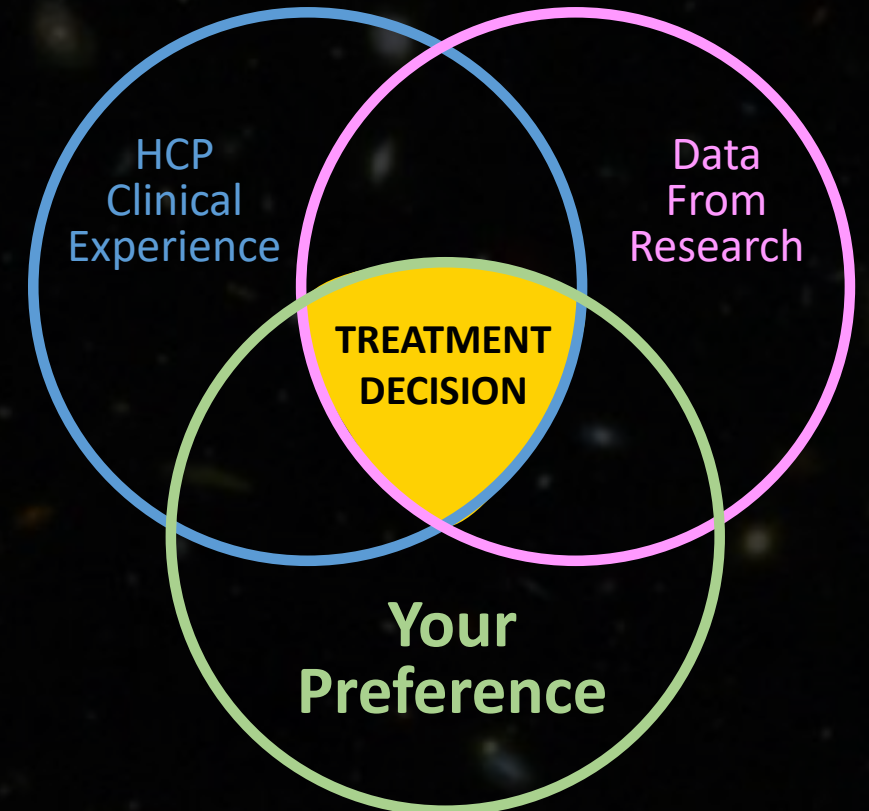 HCP
Clinical
Experience
Data
From
Research
TREATMENT
DECISION
Your
Preference